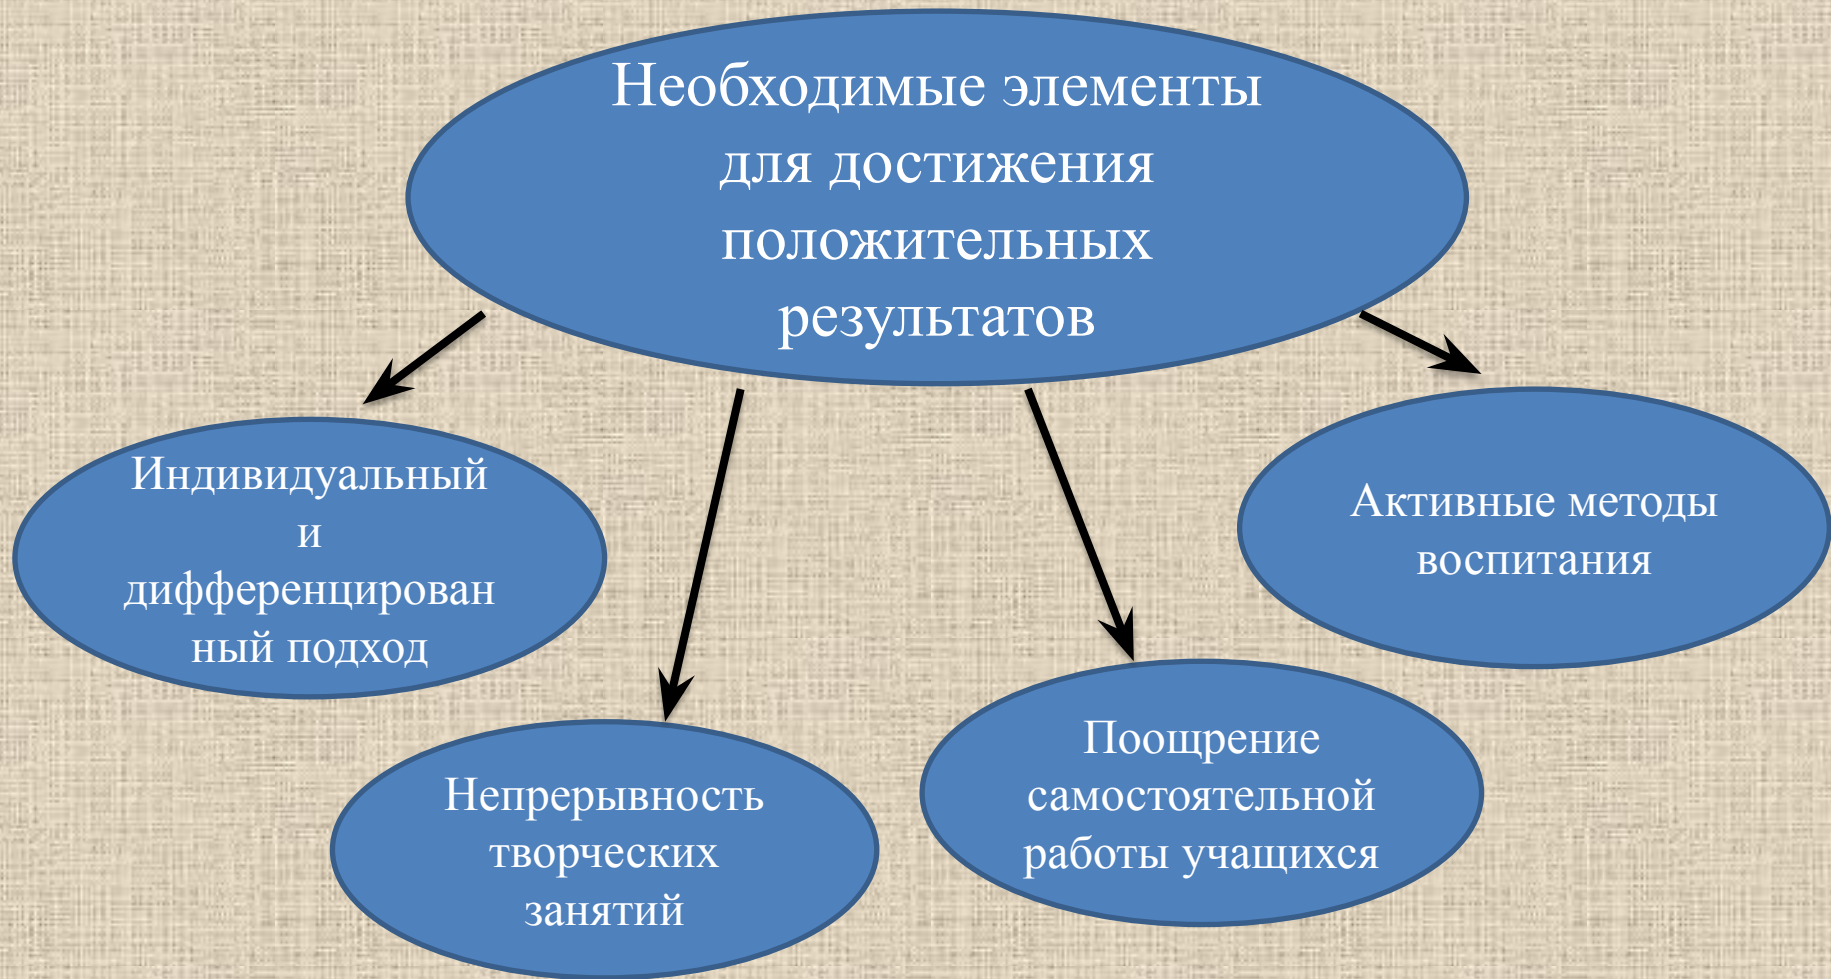 Необходимые элементы
для достижения
положительных
результатов
Индивидуальный
и
дифференцирован
ный подход
Непрерывность
творческих
занятий
Поощрение
самостоятельной
работы учащихся
Активные методы
воспитания